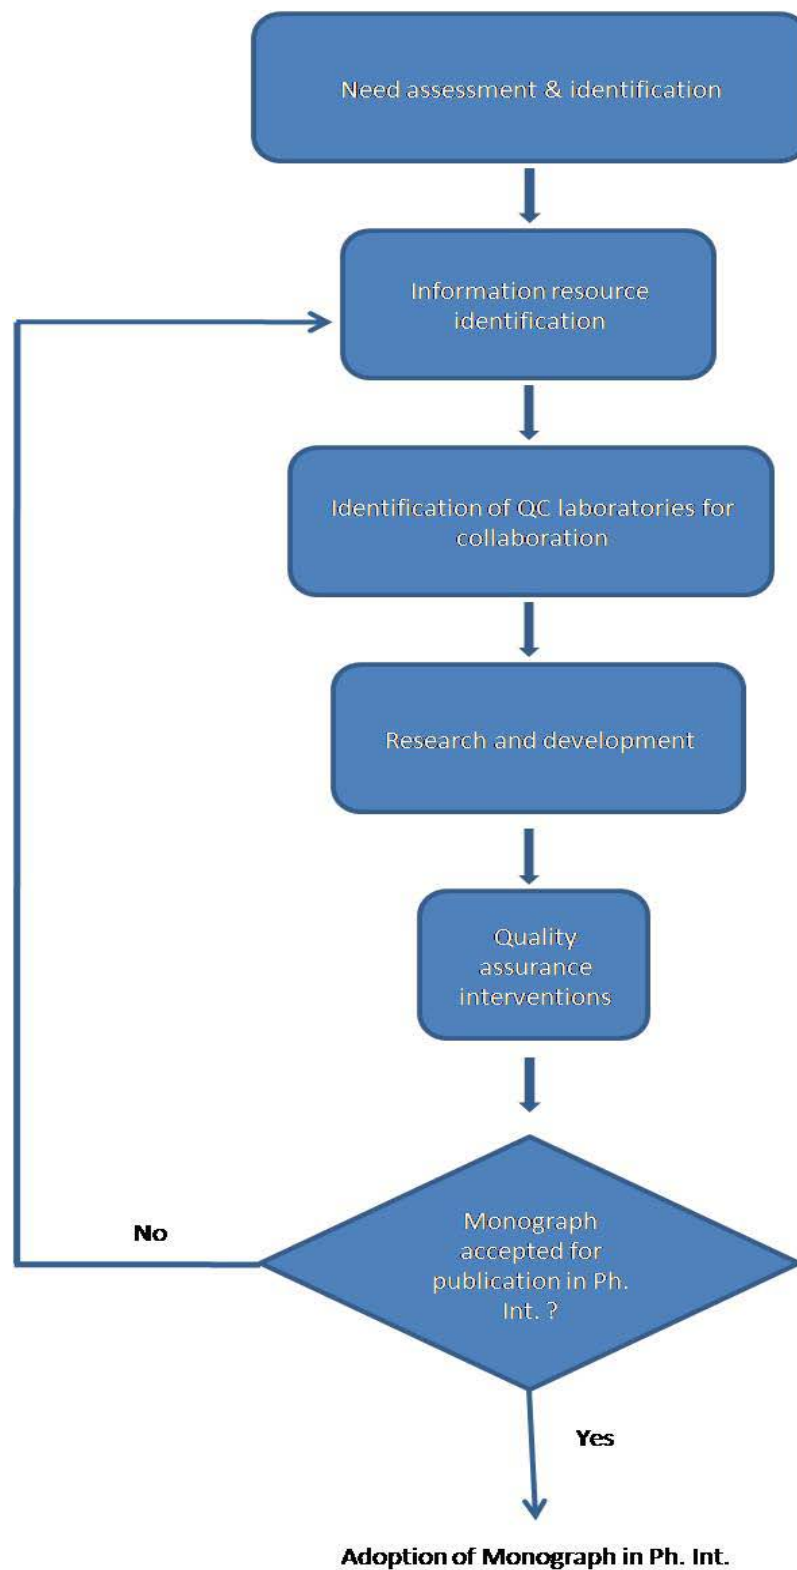 Need assessment & identification
Information resource
identification
Identification of QC laboratories for
collaboration
Research and development
Quality
assurance
interventions
Monograph
accepted for
publication in Ph.
Int. ?
No
Yes
Adoption of Monograph in Ph. Int.